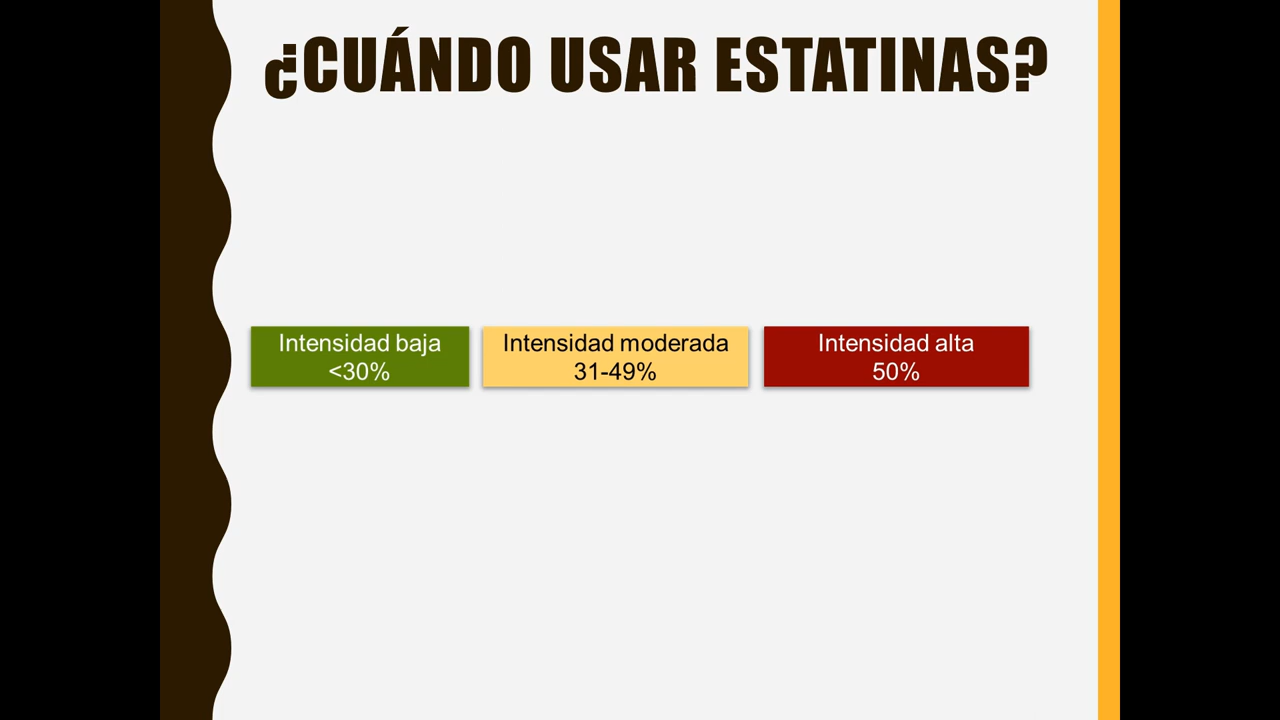 ¿CUÁNDO USAR ESTATINAS?
Intensidad baja
<30%
Intensidad moderada
31-49%
Intensidad alta
50%